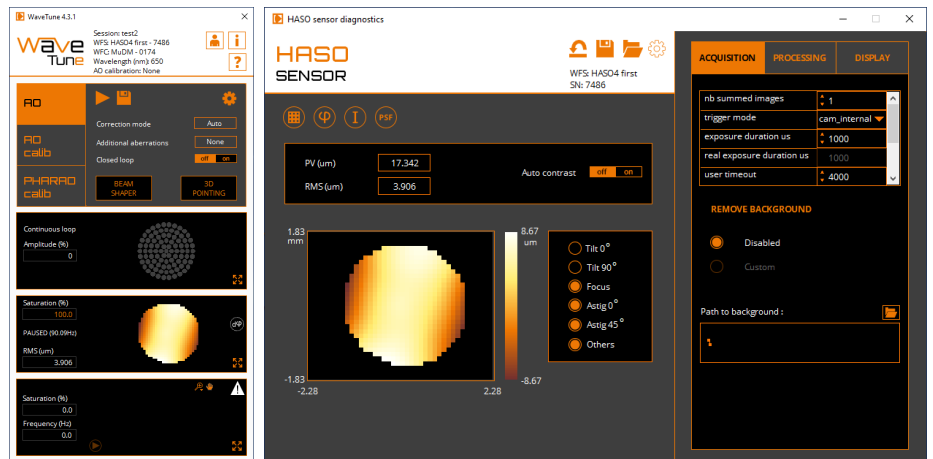 WaveTune 4.3.1
Wave
Tune
Session: test2
WFS: HASO4 first - 7486
WFC: MuDM - 0174
Wavelength (nm): 650
AO calibration: None
i
?
AO
AO
calib
PHARAO
calib
Correction mode
Auto
Additional aberrations
None
Closed loop
off on
BEAM
SHAPER
3D
POINTING
Continuous loop
Amplitude (%)
0
Saturation (%)
100.0
PAUSED (90.09Hz)
RMS (um)
3.906
Saturation (%)
0.0
Frequency (Hz)
0.0
HASO sensor diagnostics
HASO
SENSOR
WFS: HASO4 first
SN: 7486
φ
I
PSF
PV (um)
17.342
RMS (um)
3.906
Auto contrast
off on
1.83
mm
-1.83
-2.28
2.28
8.67
um
-8.67
Tilt 0°
Tilt 90°
Focus
Astig 0°
Astig 45°
Others
ACQUISITION PROCESSING DISPLAY
nb summed images 1
trigger mode cam_internal
exposure duration us 1000
real exposure duration us 1000
user timeout 4000
REMOVE BACKGROUND
Disabled
Custom
Path to background :